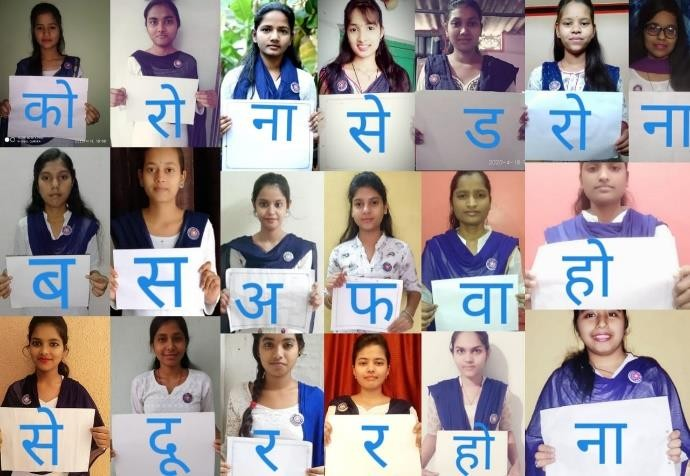 को रो ना से ड रो ना
ब स अ फ वा हो
से दू र र हो ना